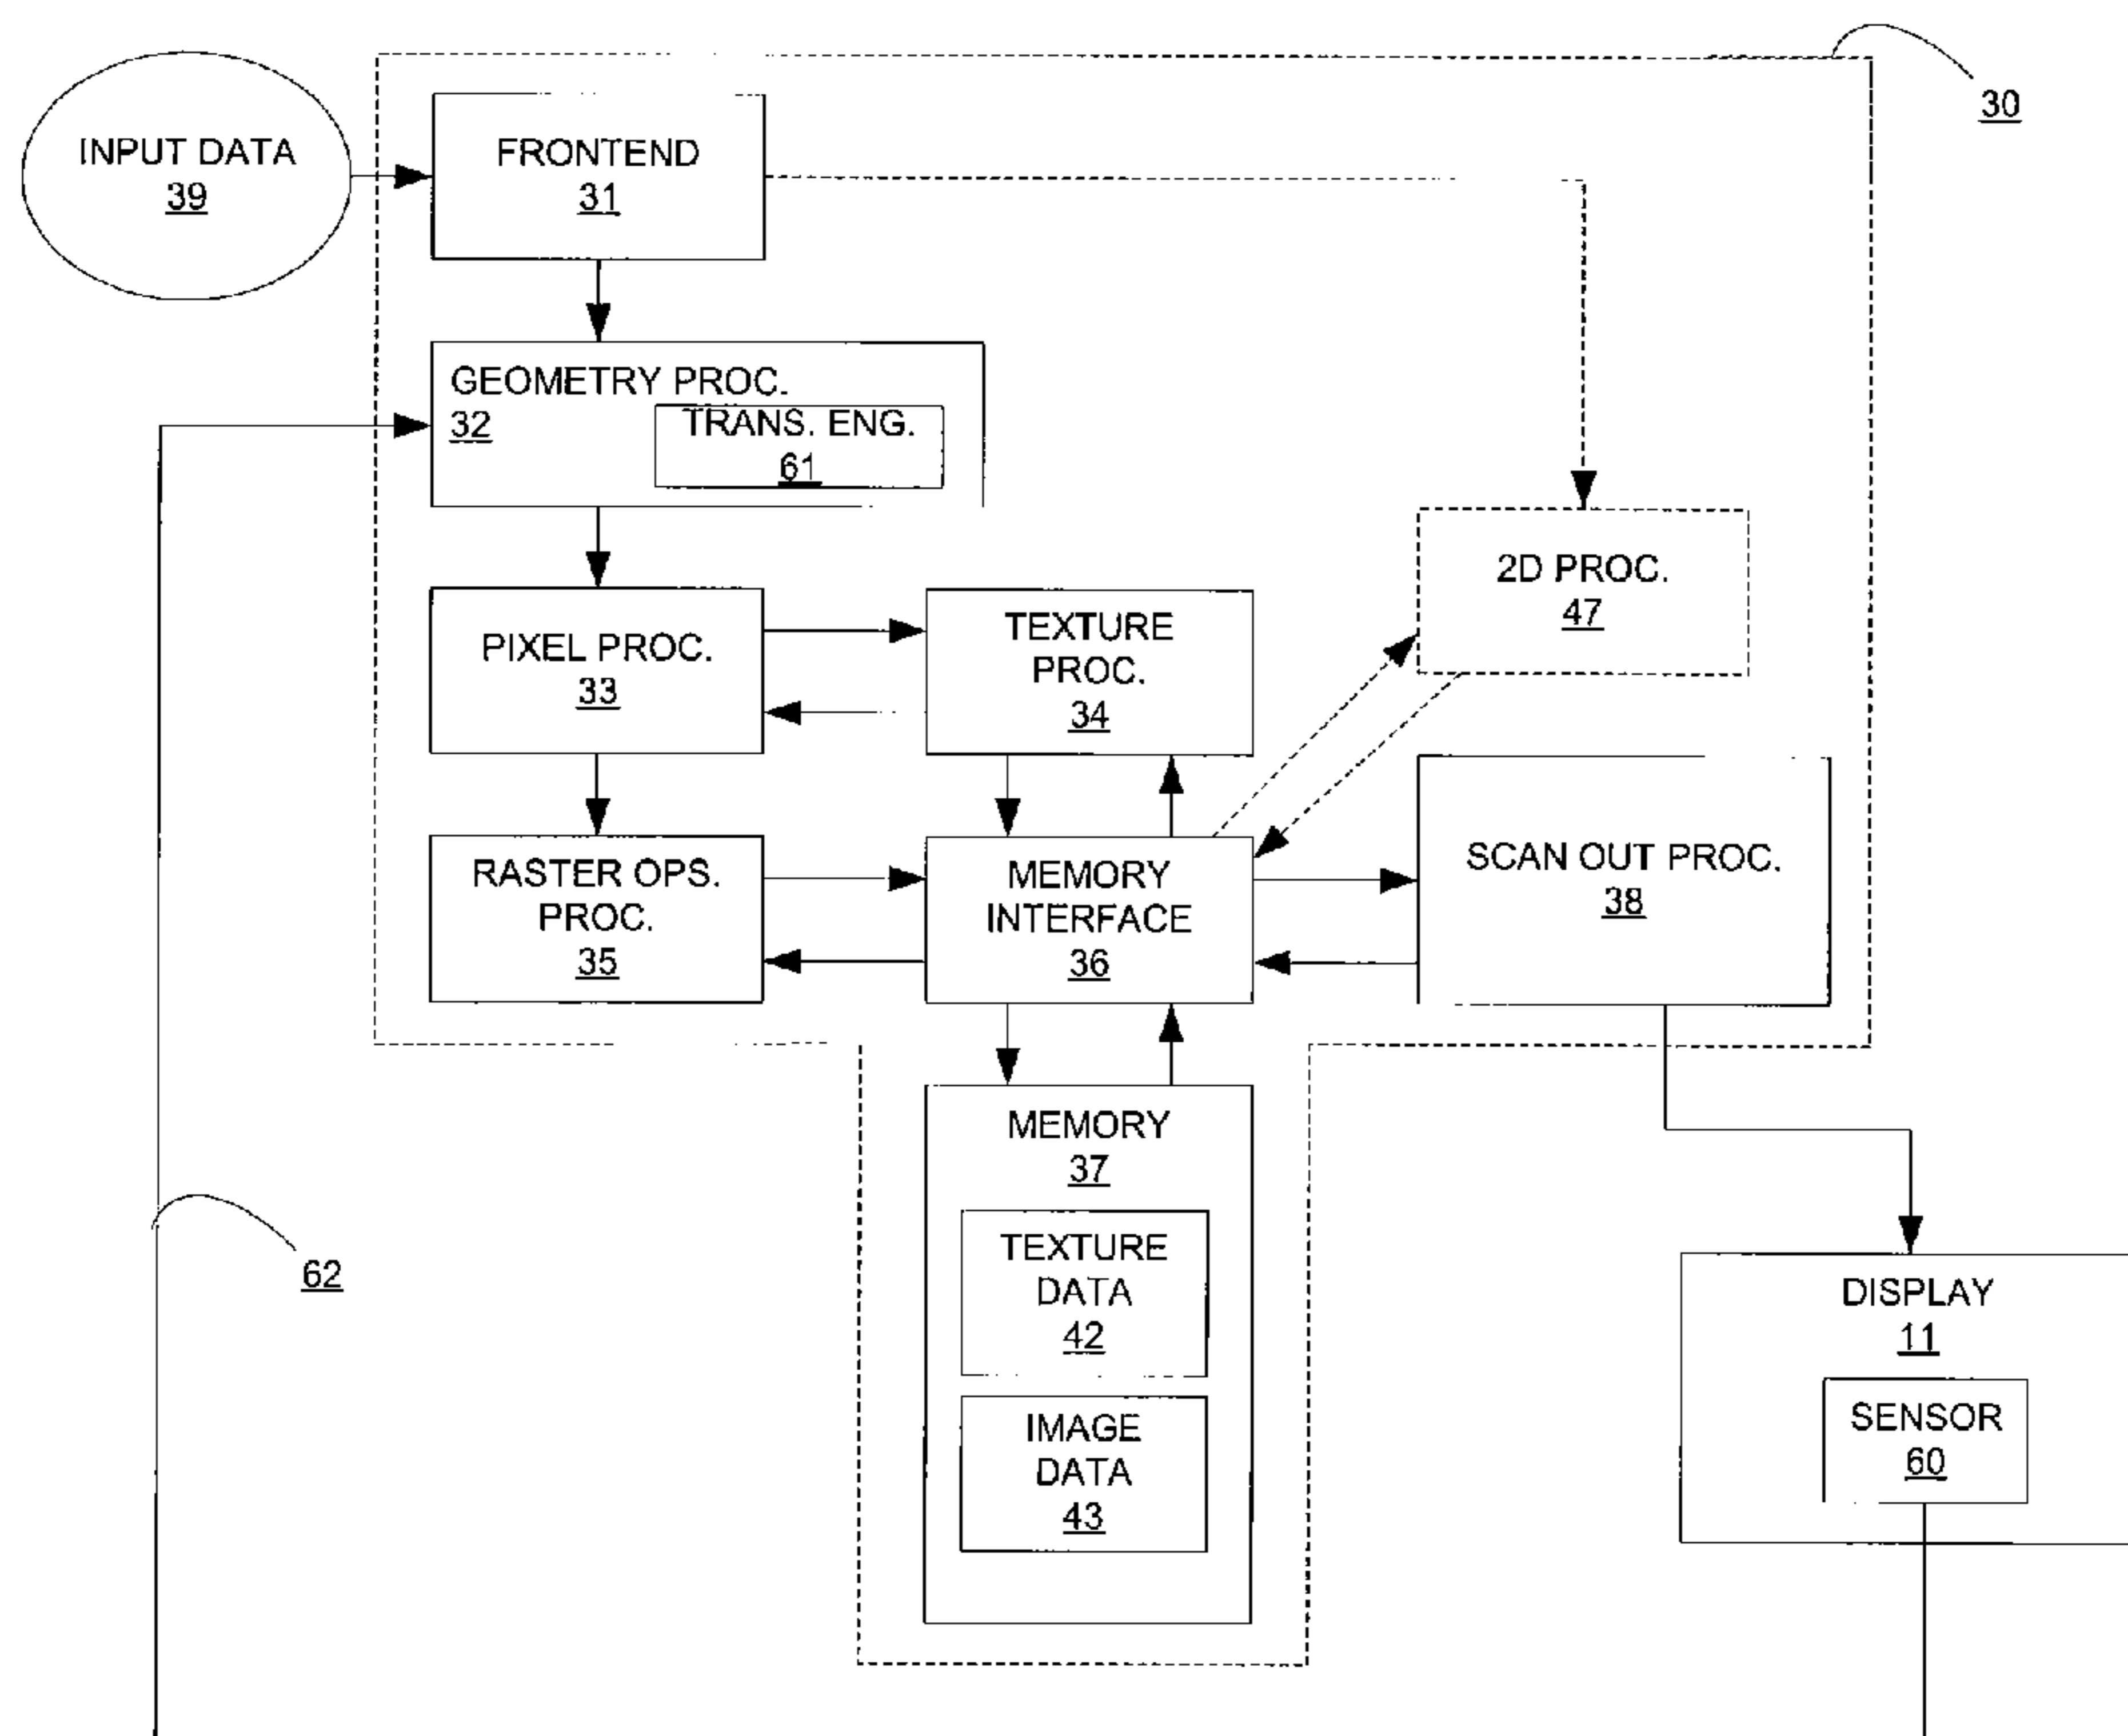 30
INPUT DATA
39
FRONTEND
31
GEOMETRY PROC.
32
TRANS. ENG.
61
2D PROC.
47
PIXEL PROC.
33
TEXTURE
PROC.
34
RASTER OPS.
PROC.
35
MEMORY
INTERFACE
36
SCAN OUT PROC.
38
MEMORY
37
TEXTURE
DATA
42
IMAGE
DATA
43
62
DISPLAY
11
SENSOR
60